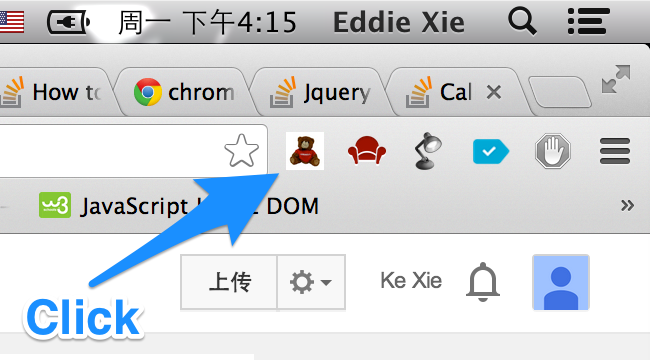 周一 下午4:15 Eddie Xie
How to chrom Jquery Cal
w3 JavaScript DOM
上传 Ke Xie
Click